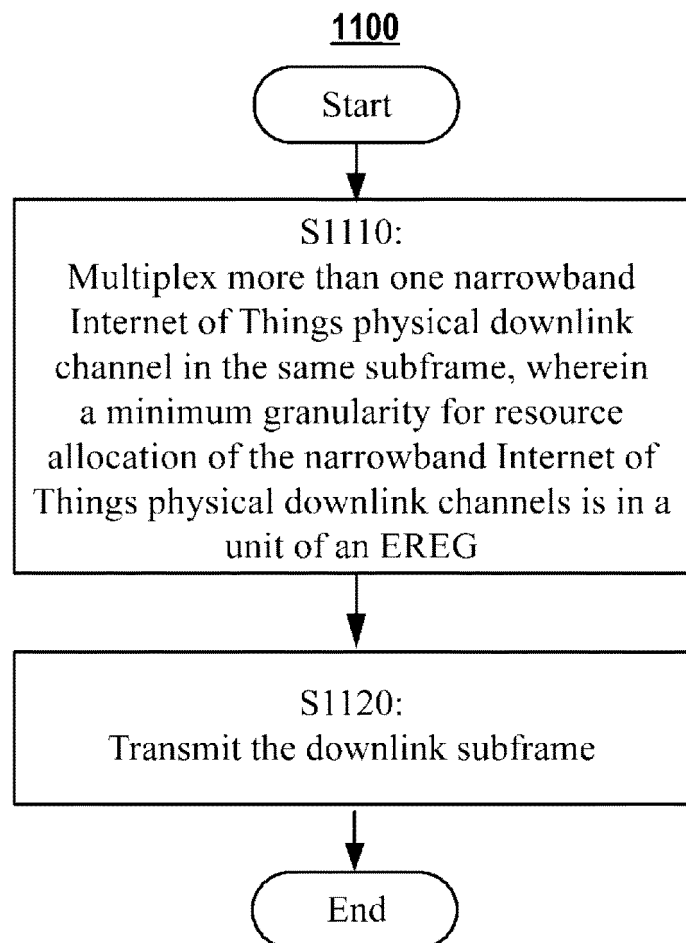 1100
Start
S1110:
Multiplex more than one narrowband
Internet of Things physical downlink
channel in the same subframe, wherein
a minimum granularity for resource
allocation of the narrowband Internet of
Things physical downlink channels is in a
unit of an EREG
S1120:
Transmit the downlink subframe
End